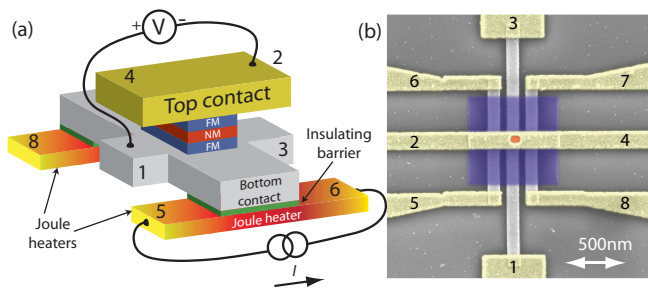 (a)
+
V
−
2
4
Top contact
FM
NM
FM
Insulating
barrier
8
1
3
Bottom
contact
6
5
Joule heater
Joule
heaters
I
(b)
3
6
7
2
4
5
8
1
500nm